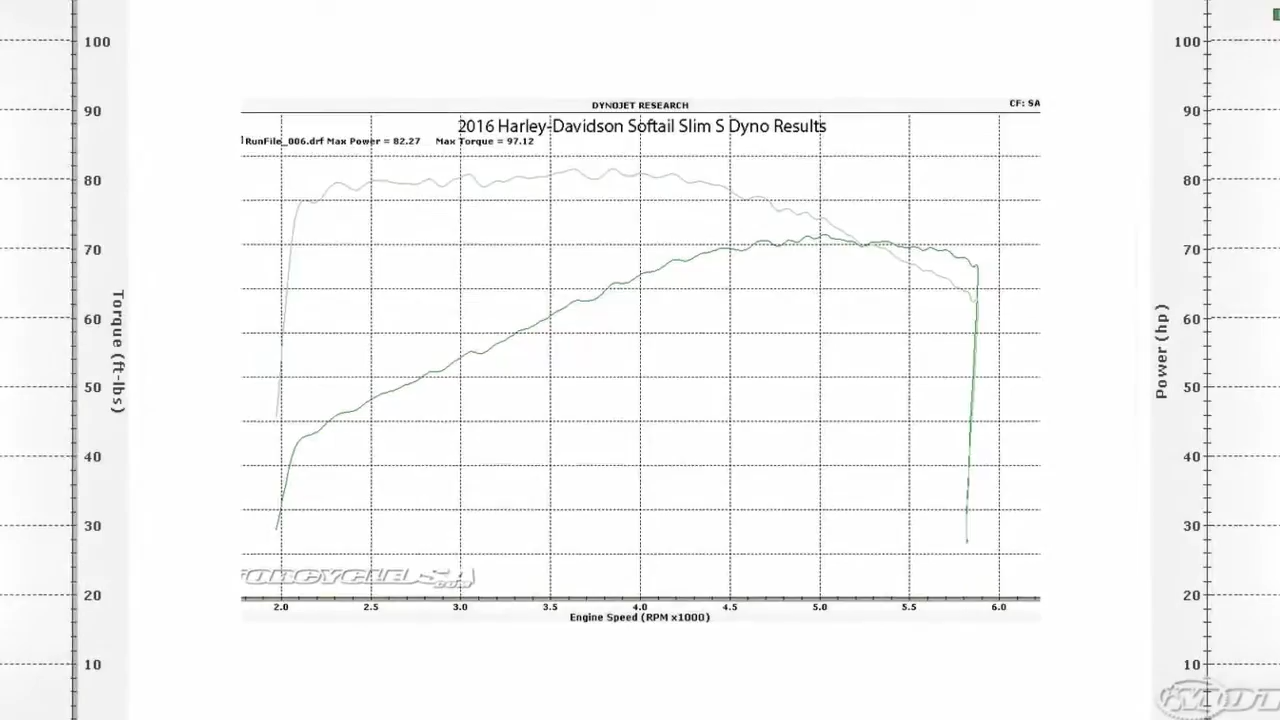 DYNOJET RESEARCH
CF: SA
2016 Harley-Davidson Softail Slim S Dyno Results
RunFile_006.drf Max Power = 82.27 Max Torque = 97.12
100
90
80
70
60
50
40
30
20
10
Torque (ft-lbs)
100
90
80
70
60
50
40
30
20
10
Power (hp)
2.0 2.5 3.0 3.5 4.0 4.5 5.0 5.5 6.0
Engine Speed (RPM x1000)